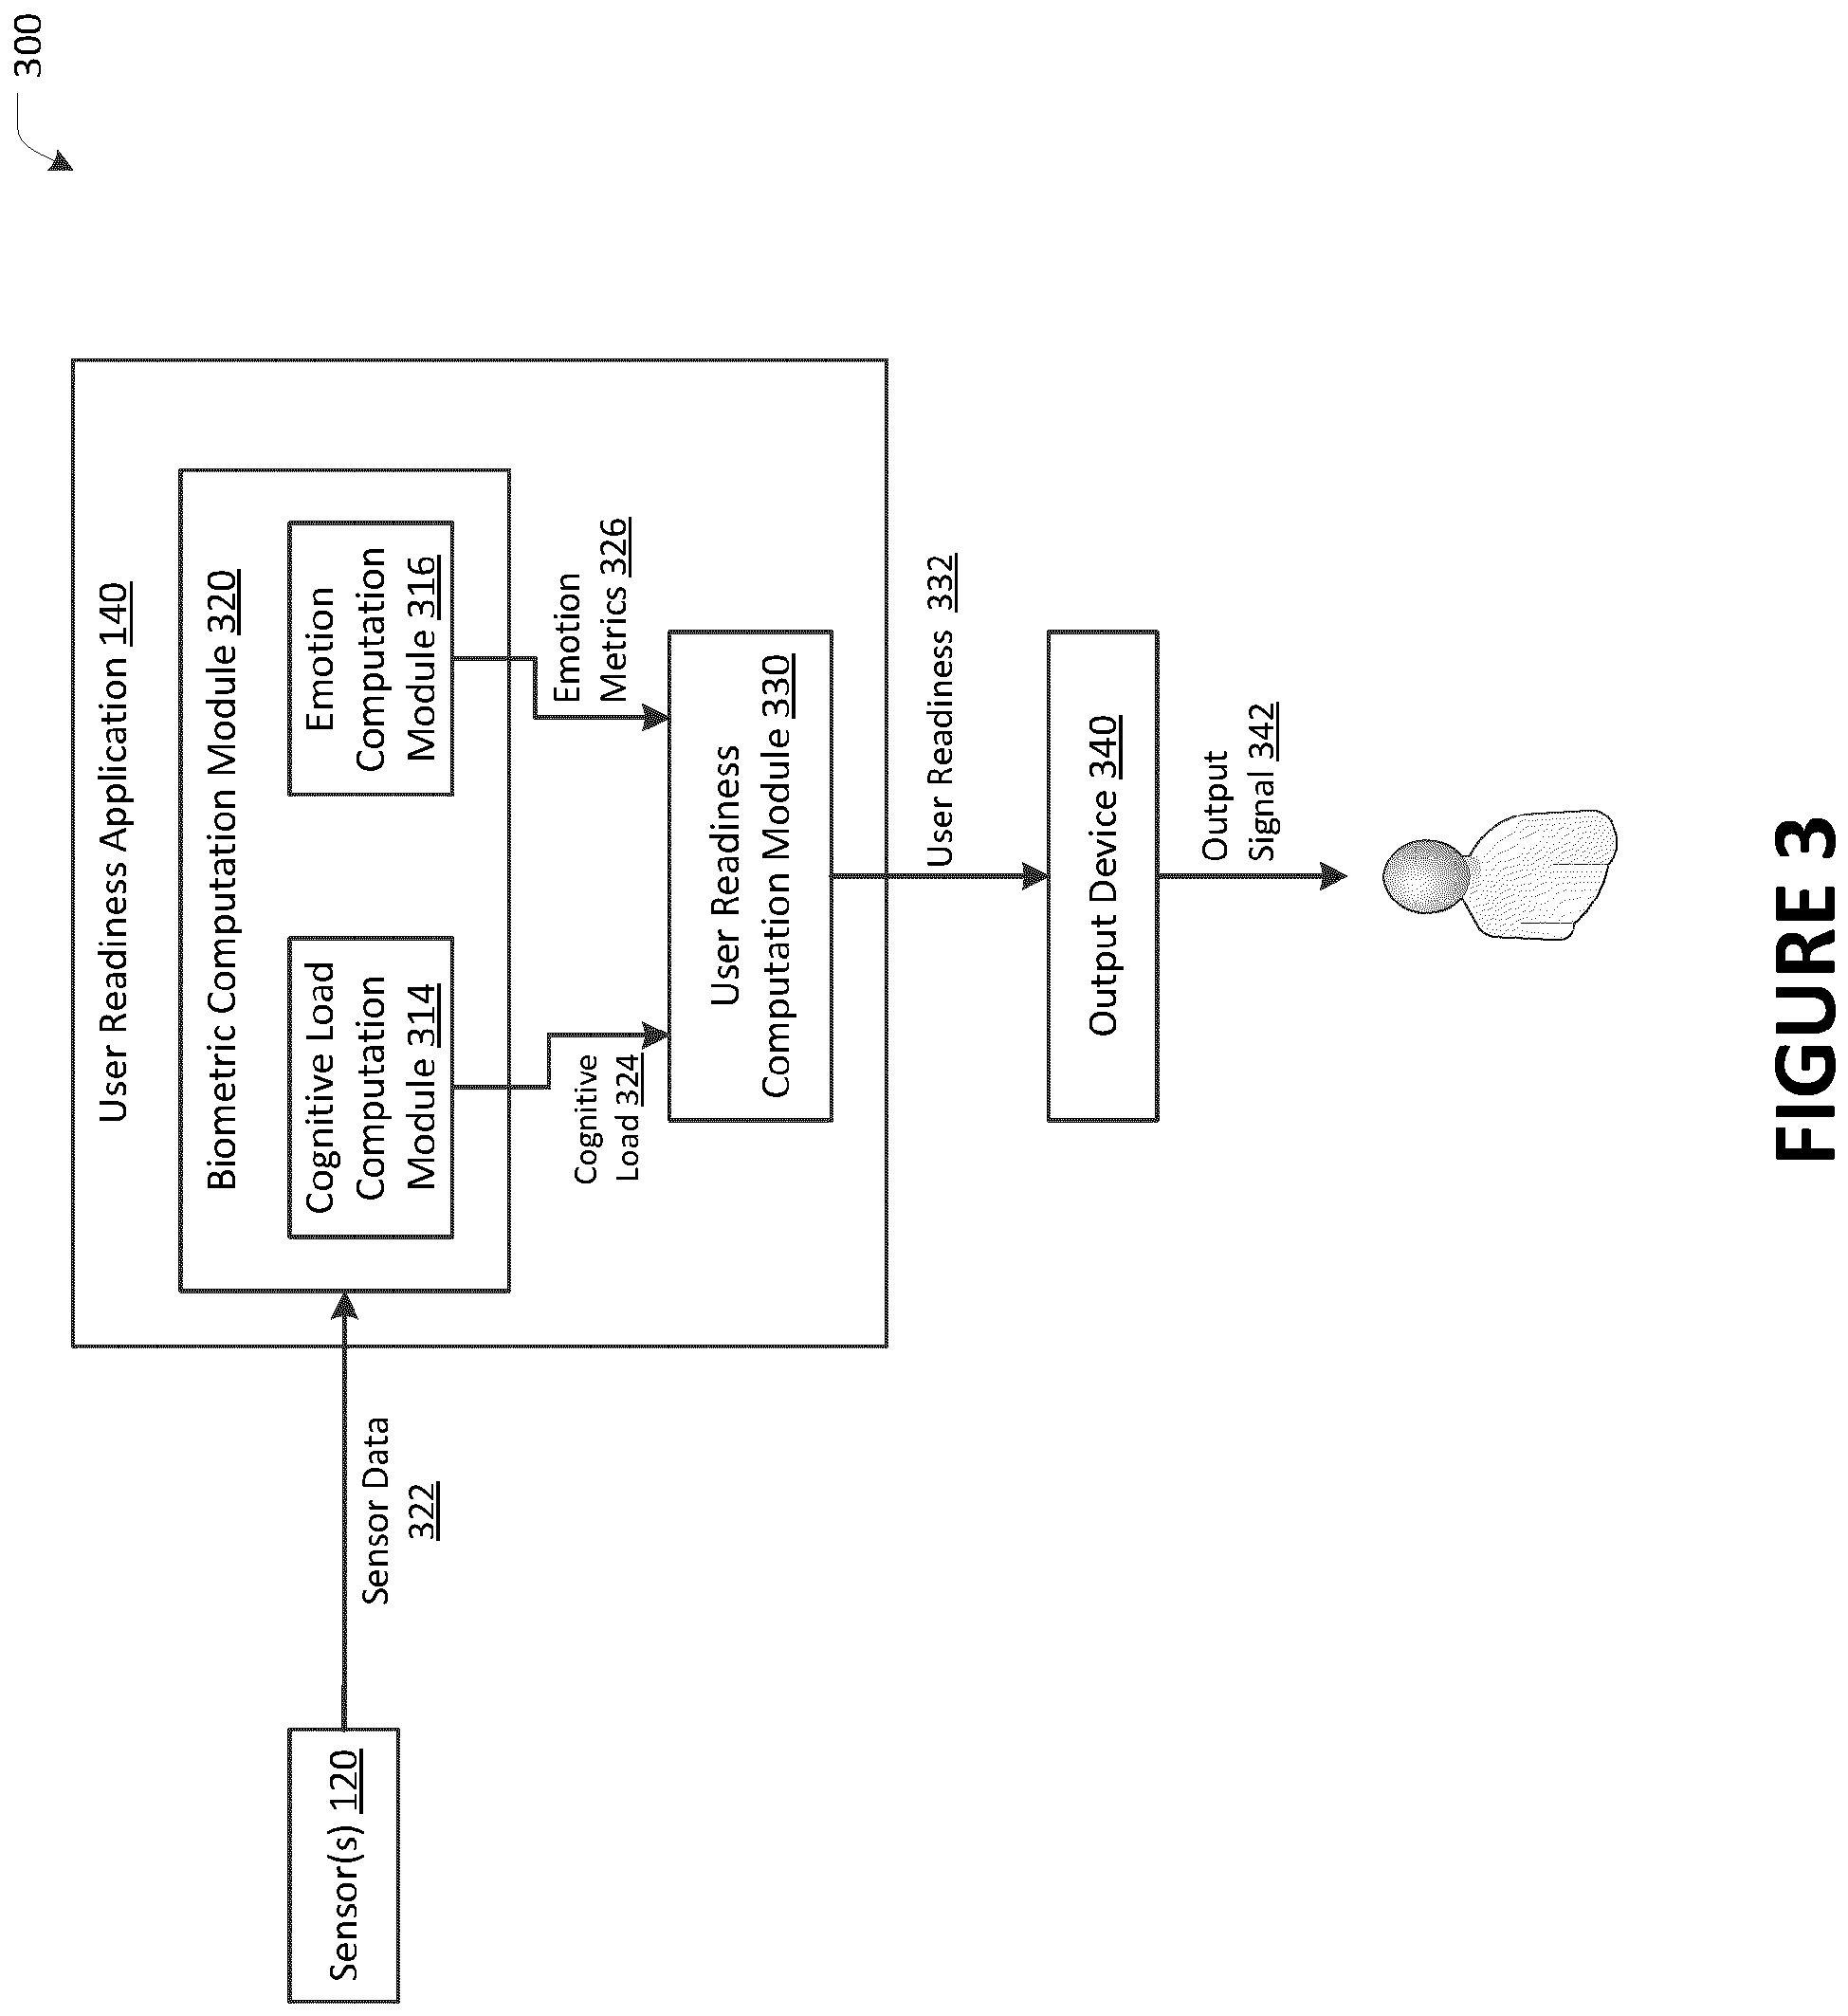 300
User Readiness Application 140
Biometric Computation Module 320
Cognitive Load
Computation
Module 314
Emotion
Computation
Module 316
Sensor(s) 120
Sensor Data
322
Cognitive
Load 324
Emotion
Metrics 326
User Readiness
Computation Module 330
User Readiness 332
Output Device 340
Output
Signal 342
FIGURE 3